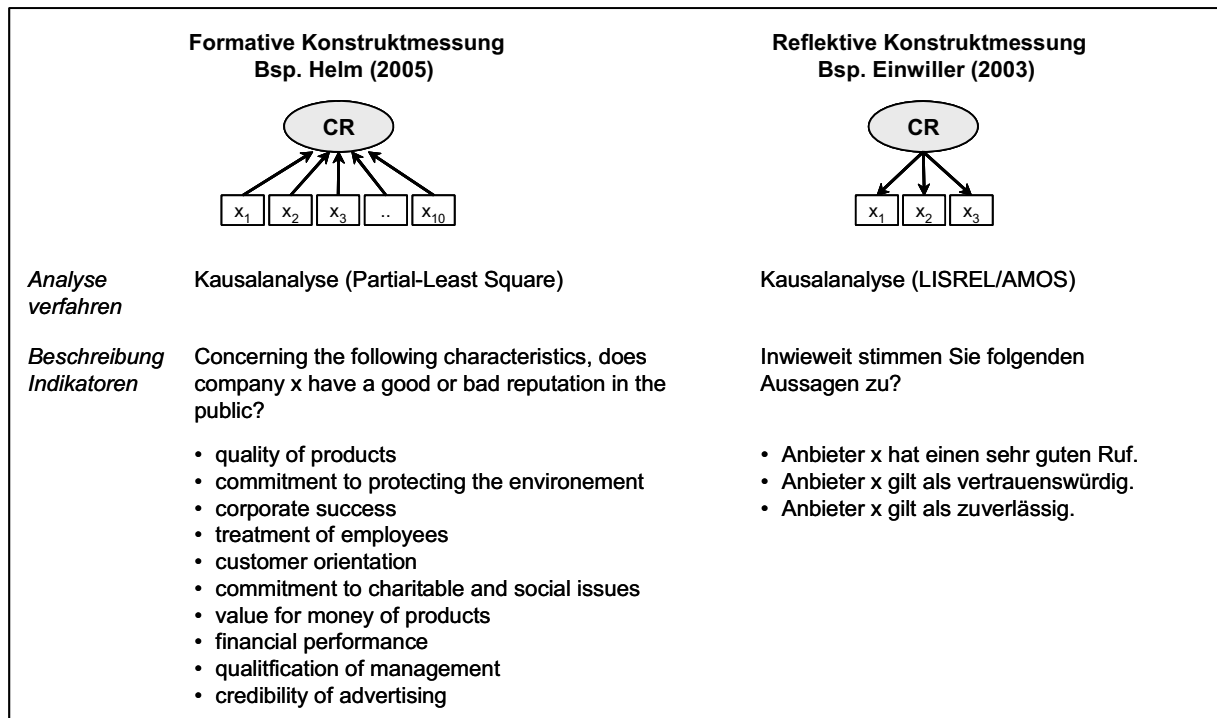 Formative Konstruktmessung
Bsp. Helm (2005)
CR
x1 x2 x3 .. x10
Reflektive Konstruktmessung
Bsp. Einwiller (2003)
CR
x1 x2 x3
Analyse
verfahren
Kausalanalyse (Partial-Least Square)
Kausalanalyse (LISREL/AMOS)
Beschreibung
Indikatoren
Concerning the following characteristics, does
company x have a good or bad reputation in the
public?
• quality of products
• commitment to protecting the environement
• corporate success
• treatment of employees
• customer orientation
• commitment to charitable and social issues
• value for money of products
• financial performance
• qualitfication of management
• credibility of advertising
Inwieweit stimmen Sie folgenden
Aussagen zu?
• Anbieter x hat einen sehr guten Ruf.
• Anbieter x gilt als vertrauenswürdig.
• Anbieter x gilt als zuverlässig.